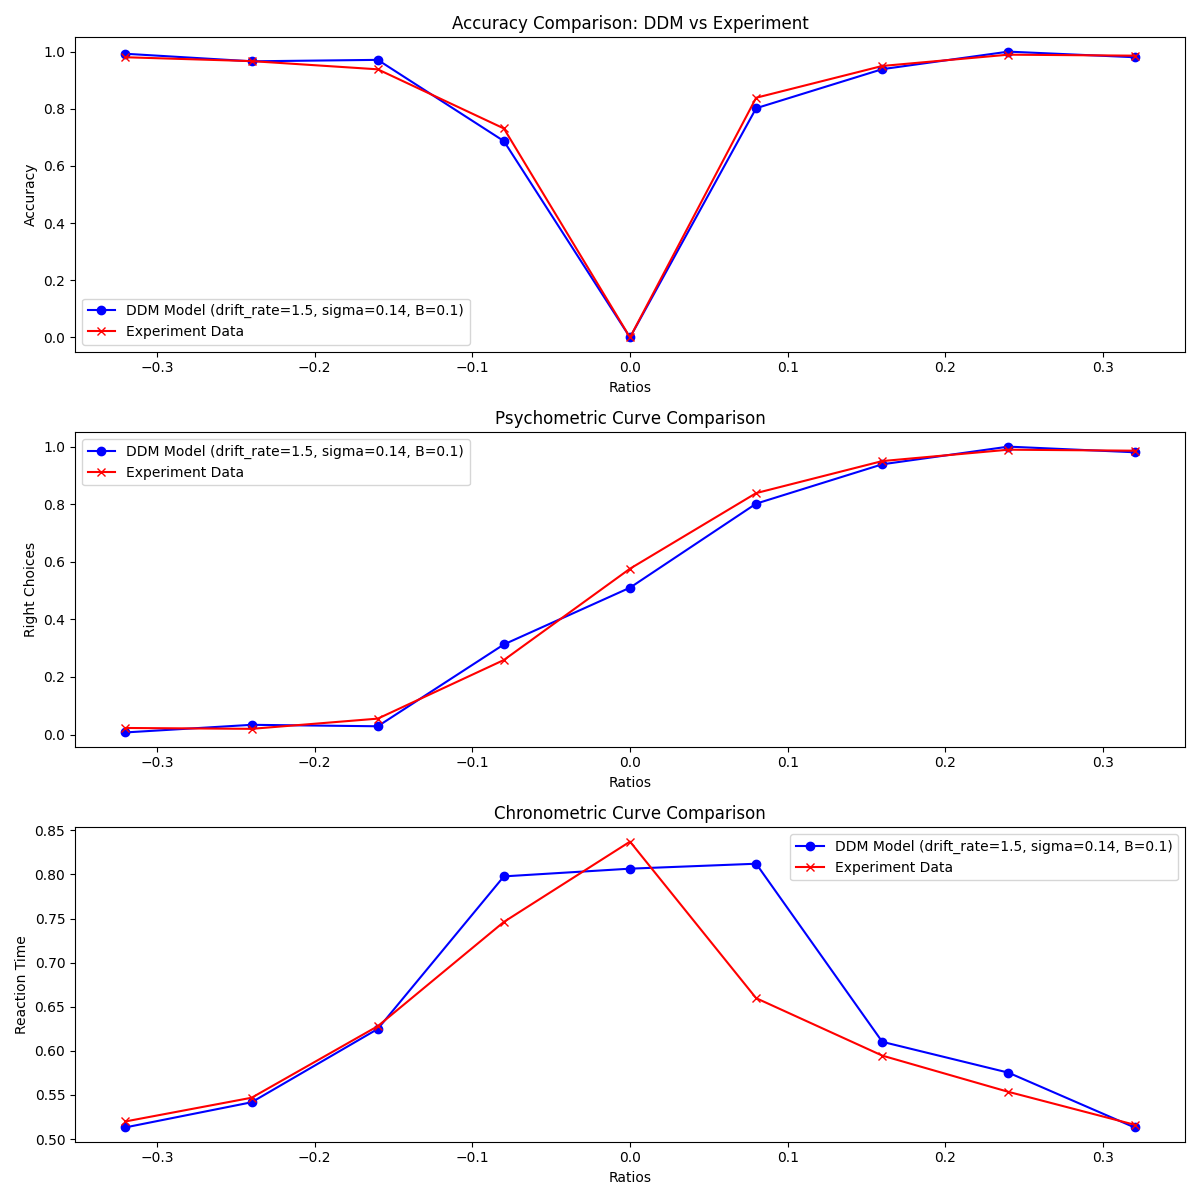 Accuracy Comparison: DDM vs Experiment
Accuracy
1.0
0.8
0.6
0.4
0.2
0.0
DDM Model (drift_rate=1.5, sigma=0.14, B=0.1)
Experiment Data
−0.3 −0.2 −0.1 0.0 0.1 0.2 0.3
Ratios
Psychometric Curve Comparison
Right Choices
1.0
0.8
0.6
0.4
0.2
0.0
DDM Model (drift_rate=1.5, sigma=0.14, B=0.1)
Experiment Data
−0.3 −0.2 −0.1 0.0 0.1 0.2 0.3
Ratios
Chronometric Curve Comparison
Reaction Time
0.85
0.80
0.75
0.70
0.65
0.60
0.55
0.50
DDM Model (drift_rate=1.5, sigma=0.14, B=0.1)
Experiment Data
−0.3 −0.2 −0.1 0.0 0.1 0.2 0.3
Ratios